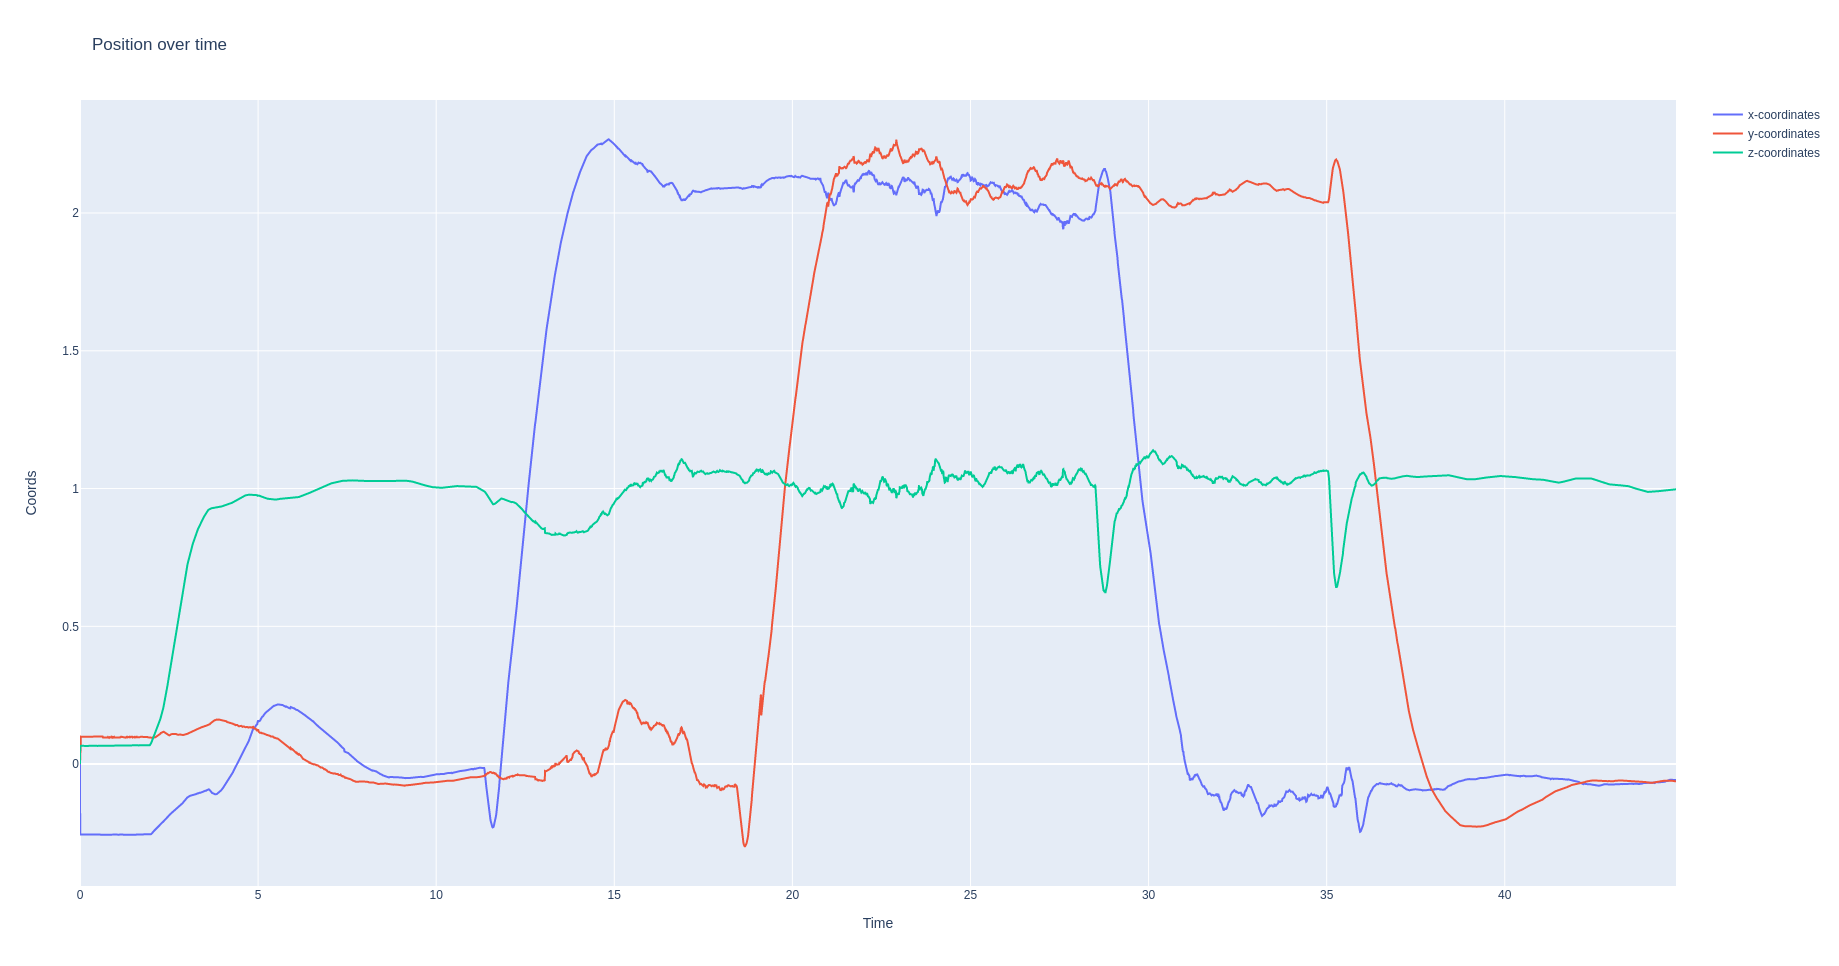 Position over time
x-coordinates
y-coordinates
z-coordinates
Coords
2
1.5
1
0.5
0
0 5 10 15 20 25 30 35 40
Time